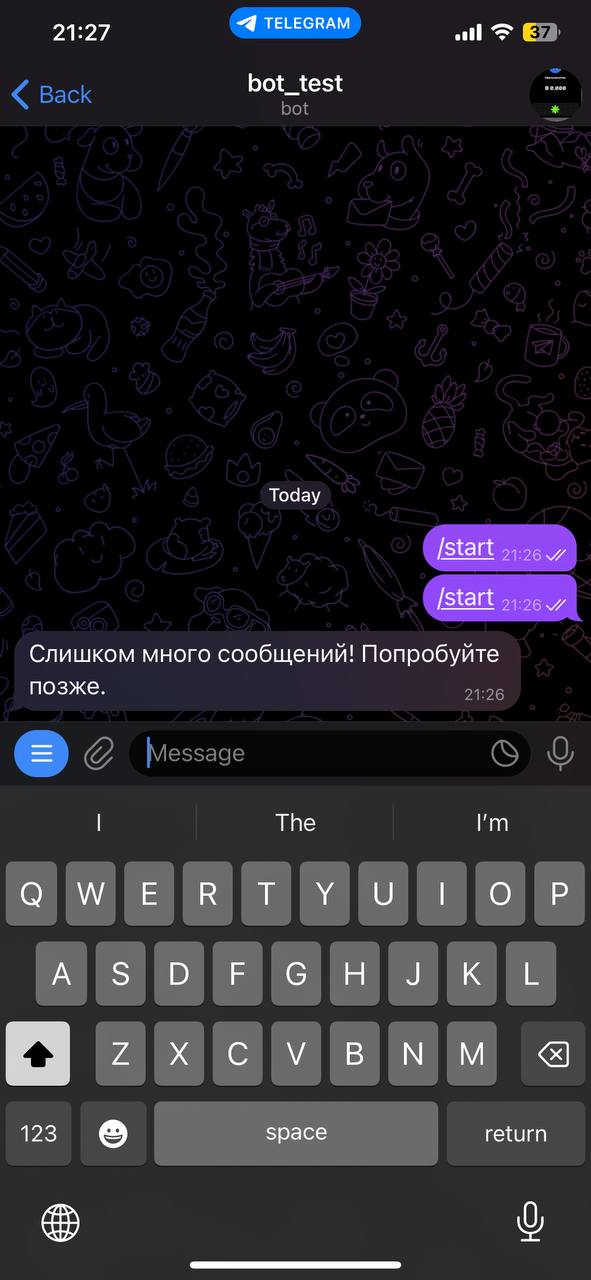 21:27
TELEGRAM
37
Back
bot_test
bot
Today
/start 21:26
/start 21:26
Слишком много сообщений! Попробуйте
позже.
21:26
Message
I The I'm
Q W E R T Y U I O P
A S D F G H J K L
Z X C V B N M
123 space return